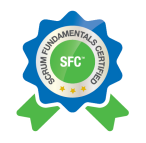 SCRUM FUNDAMENTALS CERTIFIED
SFC™